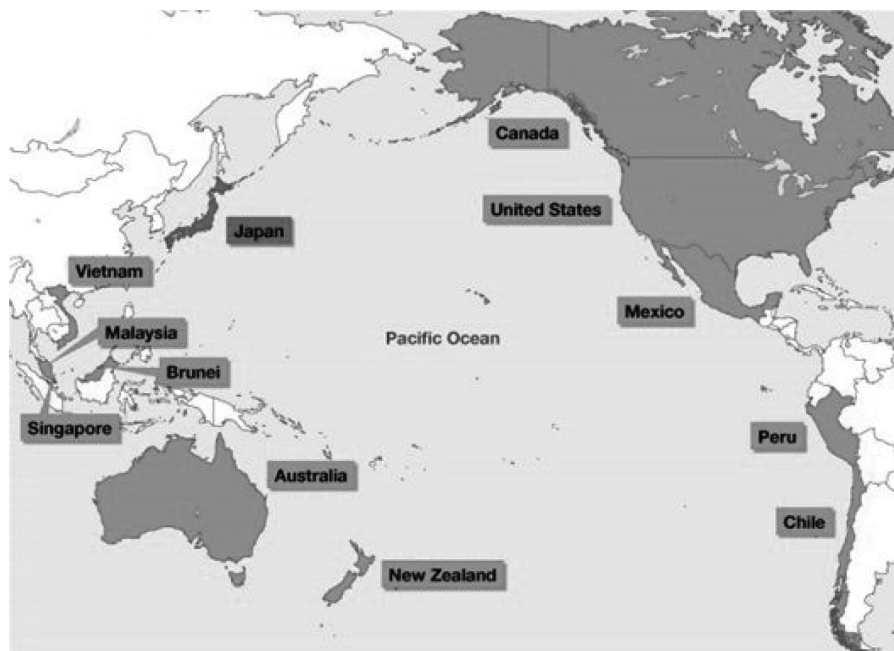 Canada
United States
Japan
Vietnam
Mexico
Malaysia
Pacific Ocean
Brunei
Singapore
Peru
Australia
Chile
New Zealand